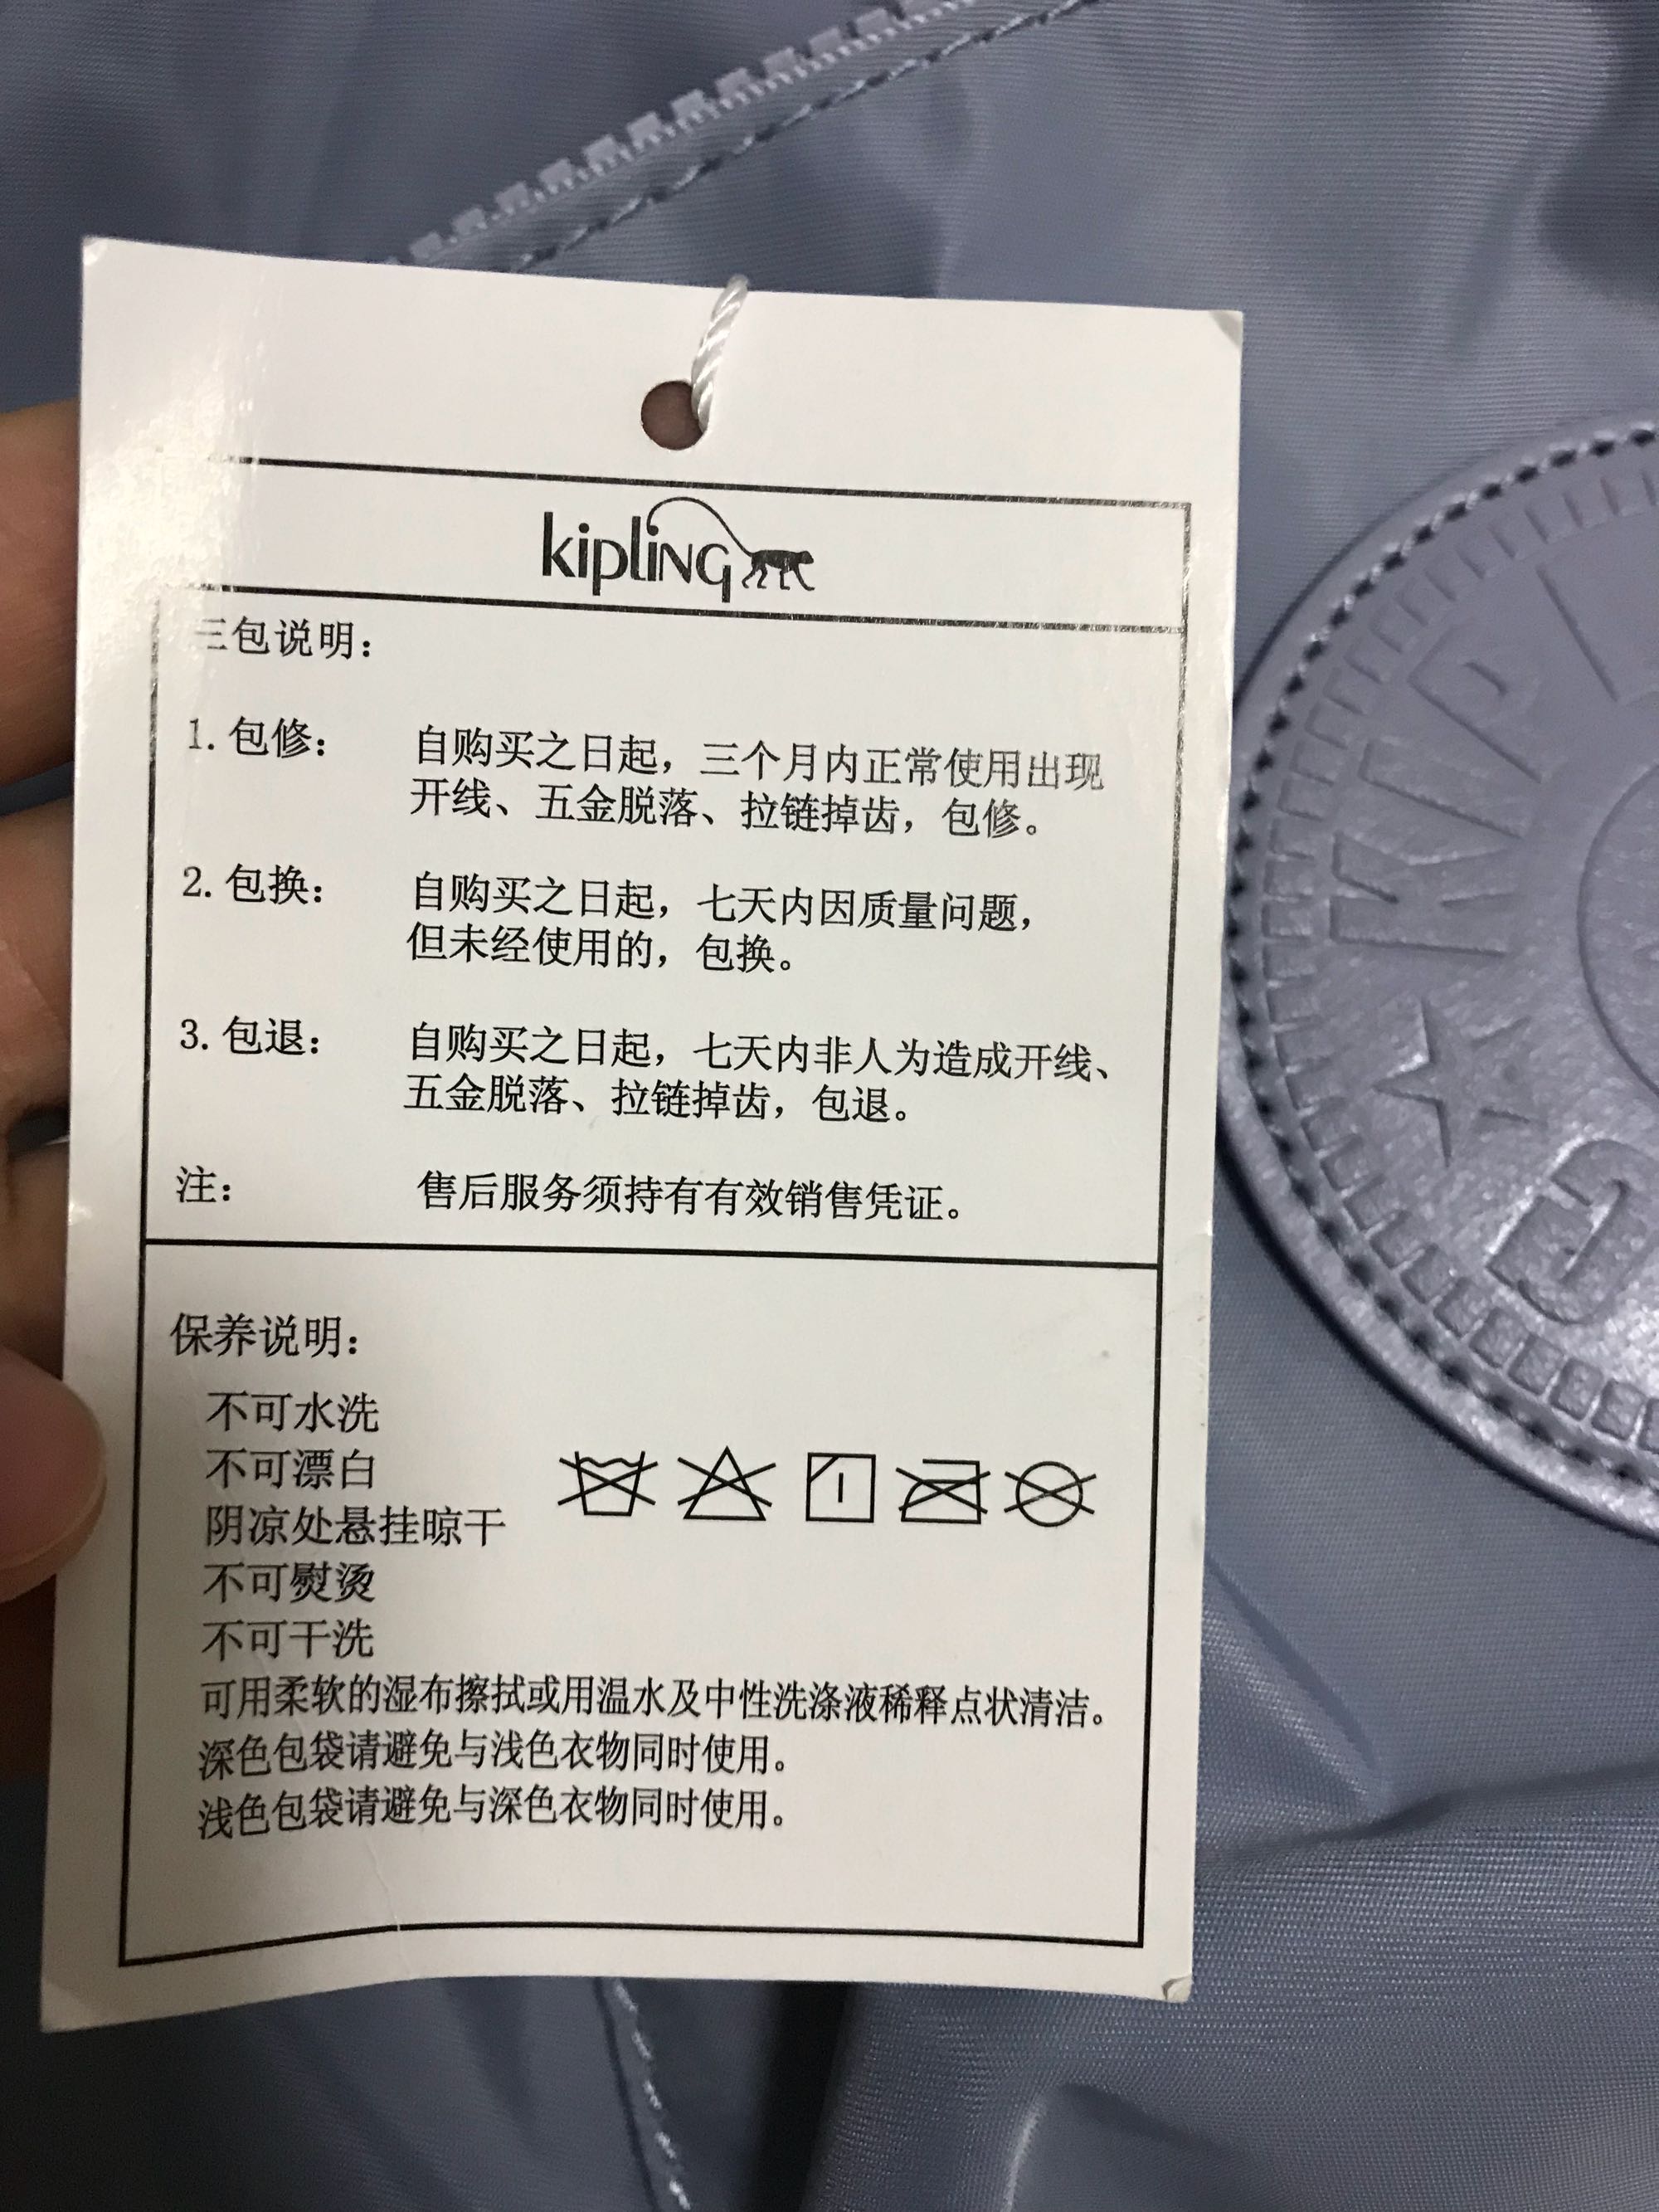 kipling
三包说明：
1. 包修： 自购买之日起，三个月内正常使用出现
开线、五金脱落、拉链掉齿，包修。
2. 包换： 自购买之日起，七天内因质量问题，
但未经使用的，包换。
3. 包退： 自购买之日起，七天内非人为造成开线、
五金脱落、拉链掉齿，包退。
注： 售后服务须持有有效销售凭证。
保养说明：
不可水洗
不可漂白
阴凉处悬挂晾干
不可熨烫
不可干洗
可用柔软的湿布擦拭或用温水及中性洗涤液稀释点状清洁。
深色包袋请避免与浅色衣物同时使用。
浅色包袋请避免与深色衣物同时使用。
KIPL